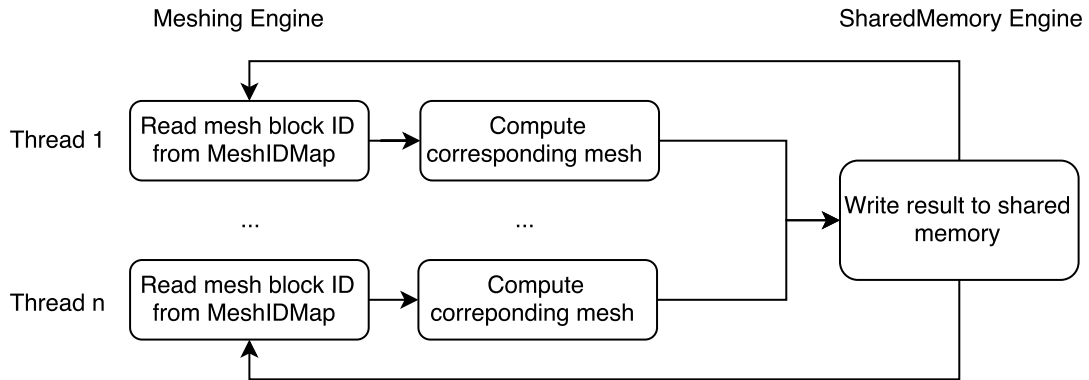 Meshing Engine
SharedMemory Engine
Thread 1
Read mesh block ID
from MeshIDMap
Compute
corresponding mesh
Write result to shared
memory
...
...
Thread n
Read mesh block ID
from MeshIDMap
Compute
correponding mesh